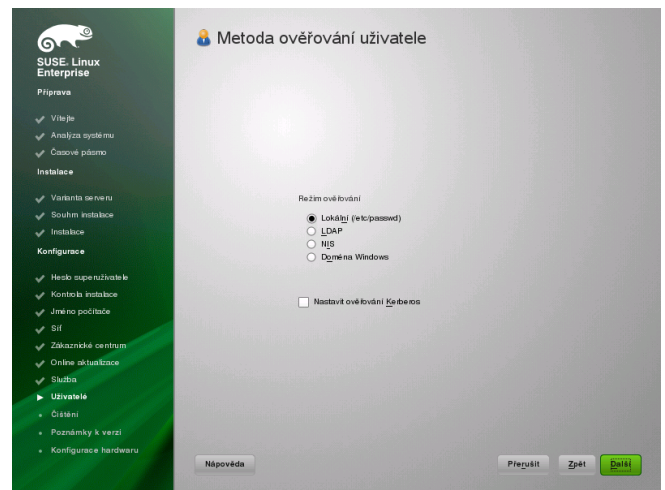 SUSE. Linux
Enterprise
Příprava
Vítejte
Analýza systému
Časové pásmo
Instalace
Varianta serveru
Souhrn instalace
Instalace
Konfigurace
Heslo superuživatele
Kontrola instalace
Jméno počítače
Síť
Zákaznické centrum
Online aktualizace
Služba
Uživatelé
Čištění
Poznámky k verzi
Konfigurace hardwaru
Metoda ověřování uživatele
Režim ověřování
Lokální (/etc/passwd)
LDAP
NIS
Doména Windows
Nastavit ověřování Kerberos
Nápověda
Přerušit
Zpět
Další